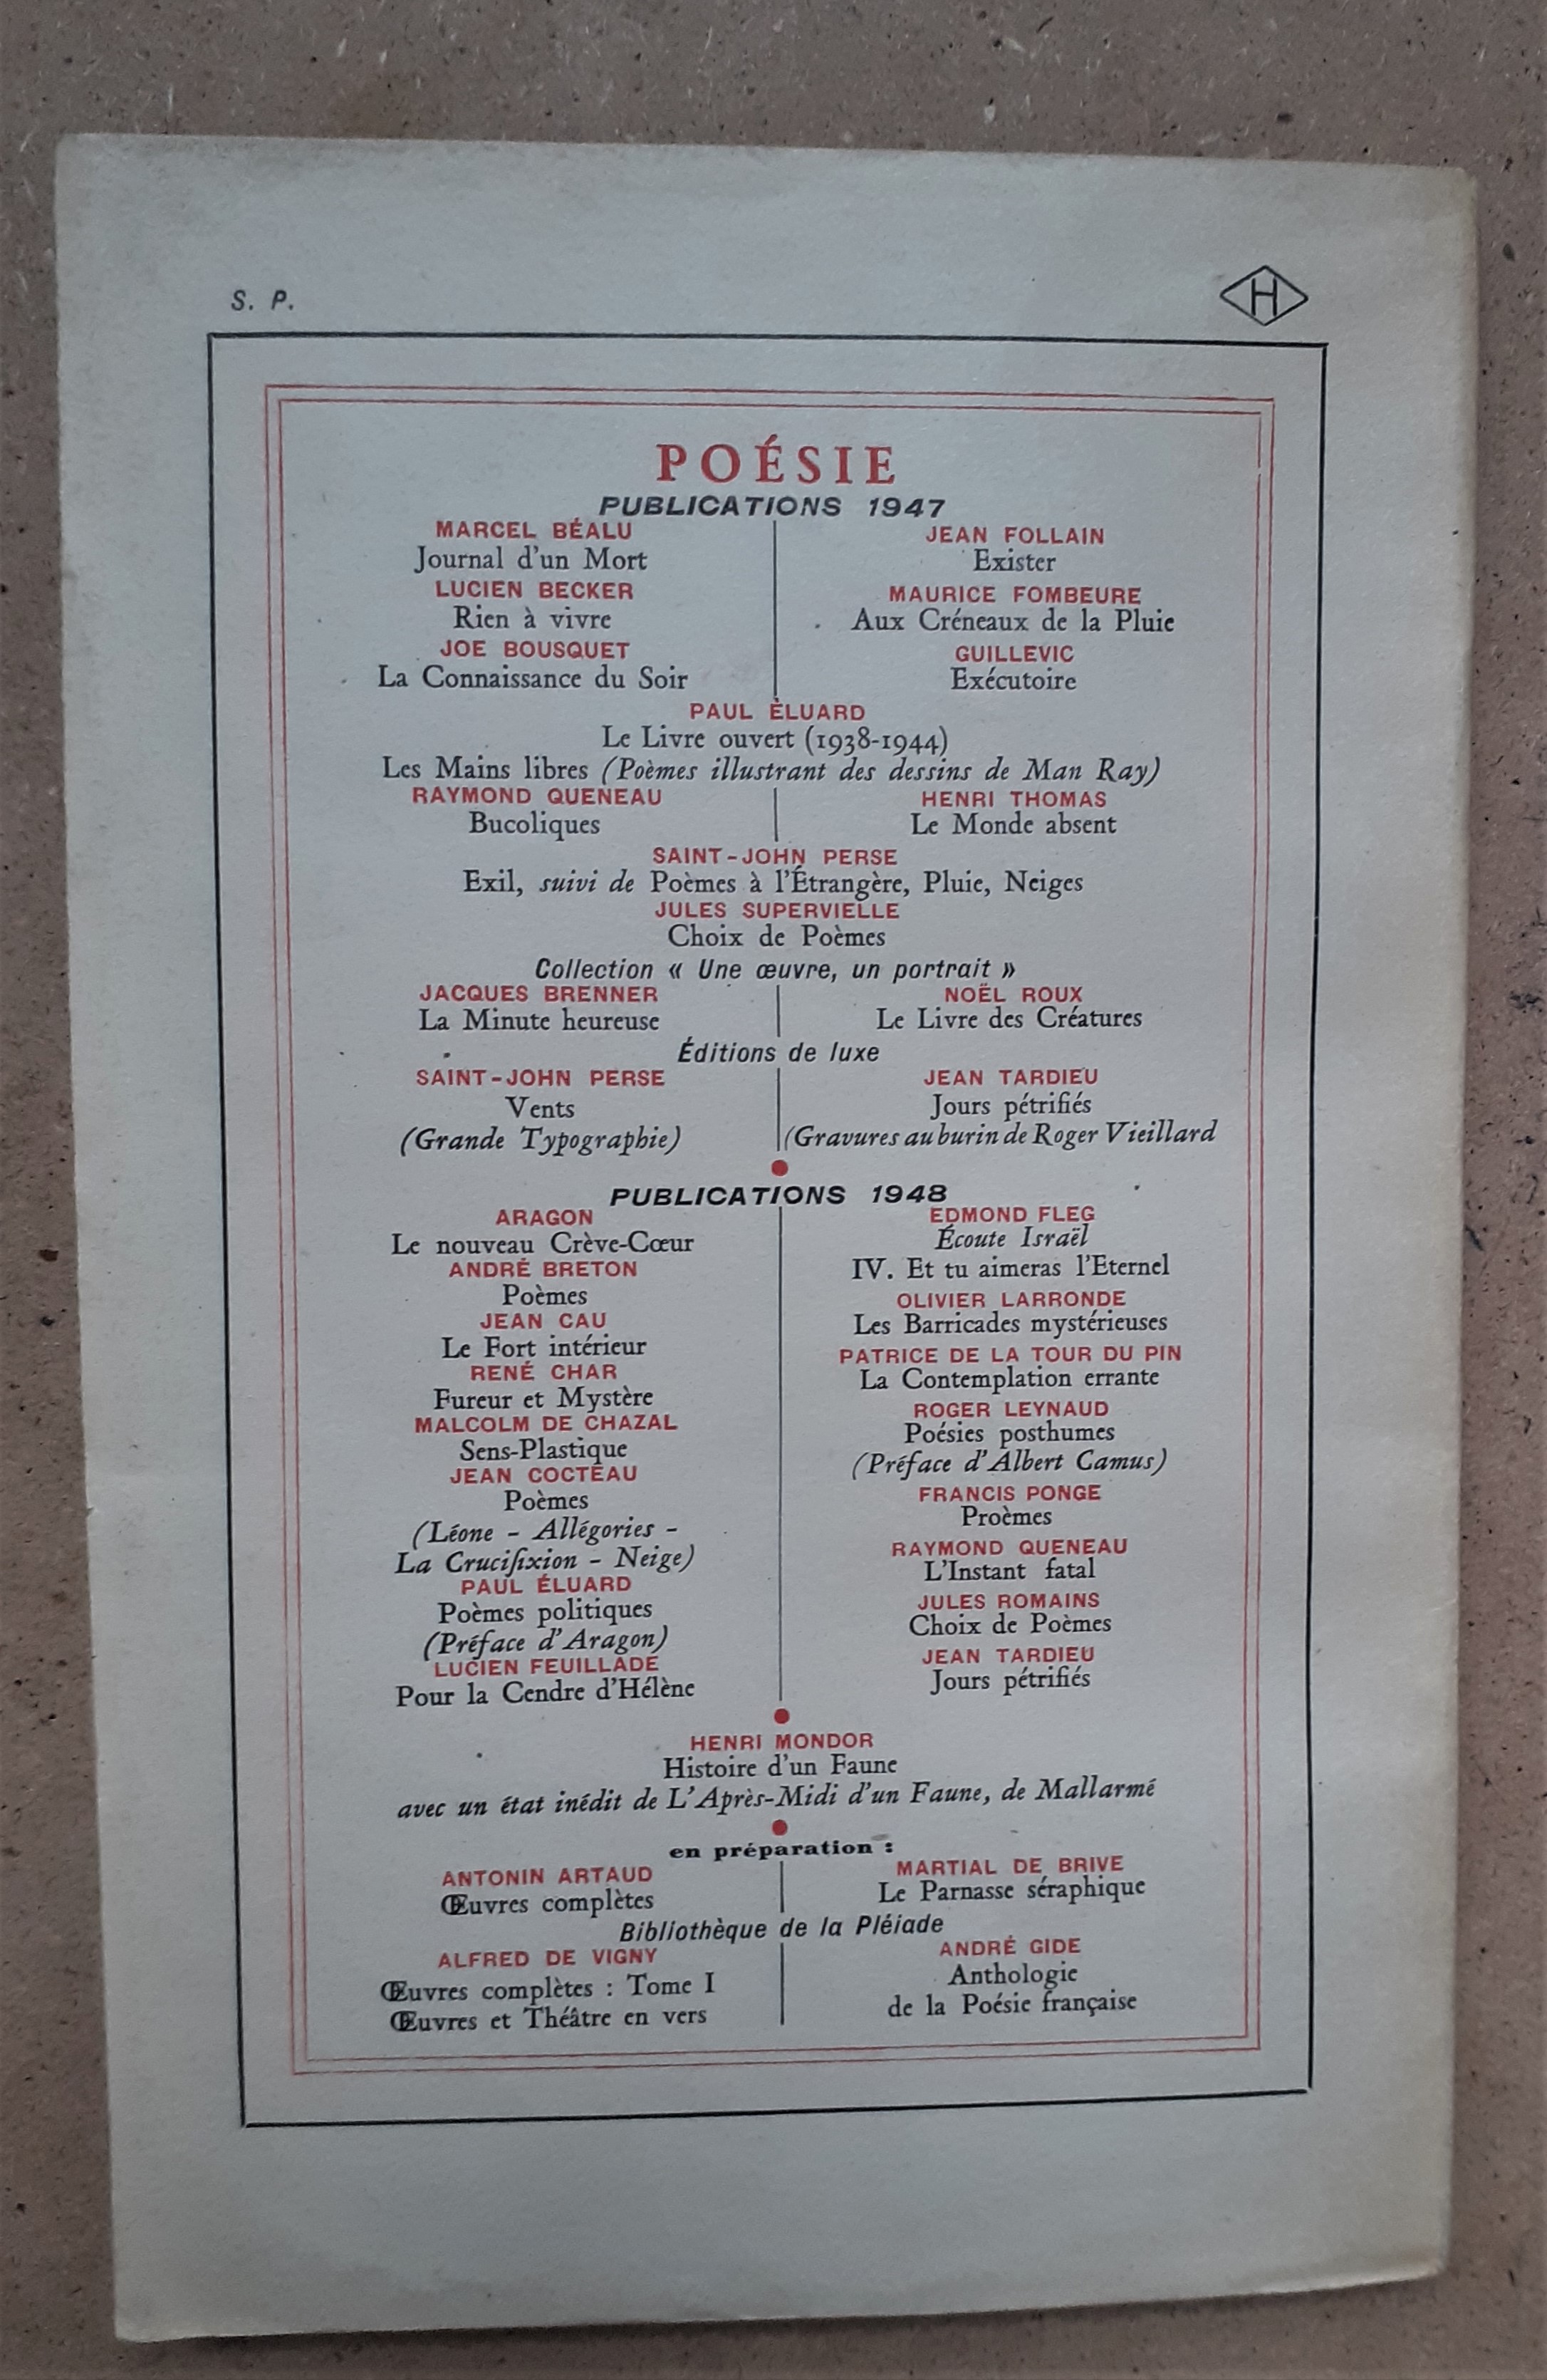 S. P.
H
POÉSIE
PUBLICATIONS 1947
MARCEL BÉALU
Journal d'un Mort
LUCIEN BECKER
Rien à vivre
JOE BOUSQUET
La Connaissance du Soir
JEAN FOLLAIN
Exister
MAURICE FOMBEURE
Aux Créneaux de la Pluie
GUILLEVIC
Exécutoire
PAUL ÉLUARD
Le Livre ouvert (1938-1944)
Les Mains libres (Poèmes illustrant des dessins de Man Ray)
RAYMOND QUENEAU
Bucoliques
HENRI THOMAS
Le Monde absent
SAINT-JOHN PERSE
Exil, suivi de Poèmes à l'Étrangère, Pluie, Neiges
JULES SUPERVIELLE
Choix de Poèmes
Collection « Une œuvre, un portrait »
JACQUES BRENNER
La Minute heureuse
NOËL ROUX
Le Livre des Créatures
Éditions de luxe
SAINT-JOHN PERSE
Vents
(Grande Typographie)
JEAN TARDIEU
Jours pétrifiés
(Gravures au burin de Roger Vieillard
PUBLICATIONS 1948
ARAGON
Le nouveau Crève-Cœur
ANDRÉ BRETON
Poèmes
JEAN CAU
Le Fort intérieur
RENÉ CHAR
Fureur et Mystère
MALCOLM DE CHAZAL
Sens-Plastique
JEAN COCTEAU
Poèmes
(Léone - Allégories -
La Crucifixion - Neige)
PAUL ÉLUARD
Poèmes politiques
(Préface d'Aragon)
LUCIEN FEUILLADE
Pour la Cendre d'Hélène
EDMOND FLEG
Écoute Israël
IV. Et tu aimeras l'Eternel
OLIVIER LARRONDE
Les Barricades mystérieuses
PATRICE DE LA TOUR DU PIN
La Contemplation errante
ROGER LEYNAUD
Poésies posthumes
(Préface d'Albert Camus)
FRANCIS PONGE
Proèmes
RAYMOND QUENEAU
L'Instant fatal
JULES ROMAINS
Choix de Poèmes
JEAN TARDIEU
Jours pétrifiés
HENRI MONDOR
Histoire d'un Faune
avec un état inédit de L'Après-Midi d'un Faune, de Mallarmé
en préparation :
ANTONIN ARTAUD
Œuvres complètes
MARTIAL DE BRIVE
Le Parnasse séraphique
Bibliothèque de la Pléiade
ALFRED DE VIGNY
Œuvres complètes : Tome I
Œuvres et Théâtre en vers
ANDRÉ GIDE
Anthologie
de la Poésie française